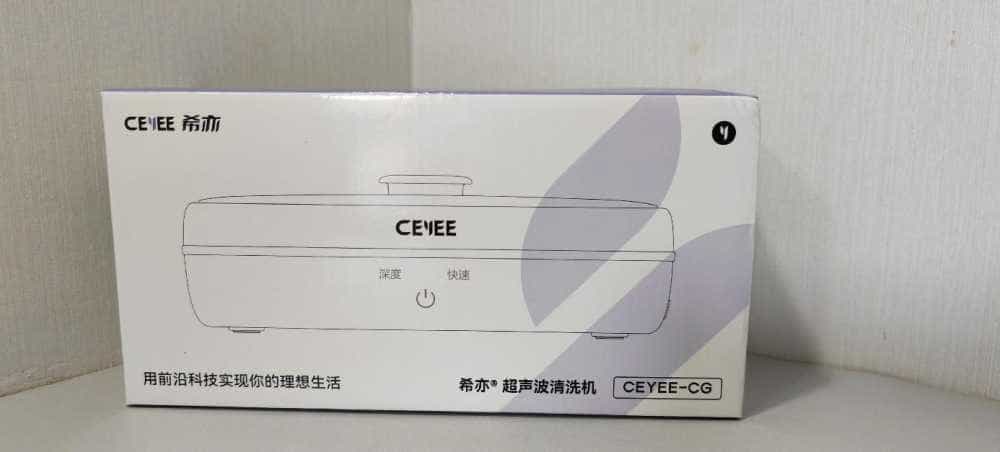 CEYEE 希亦
CEYEE
深度 快速
用前沿科技实现你的理想生活
希亦® 超声波清洗机 CEYEE-CG